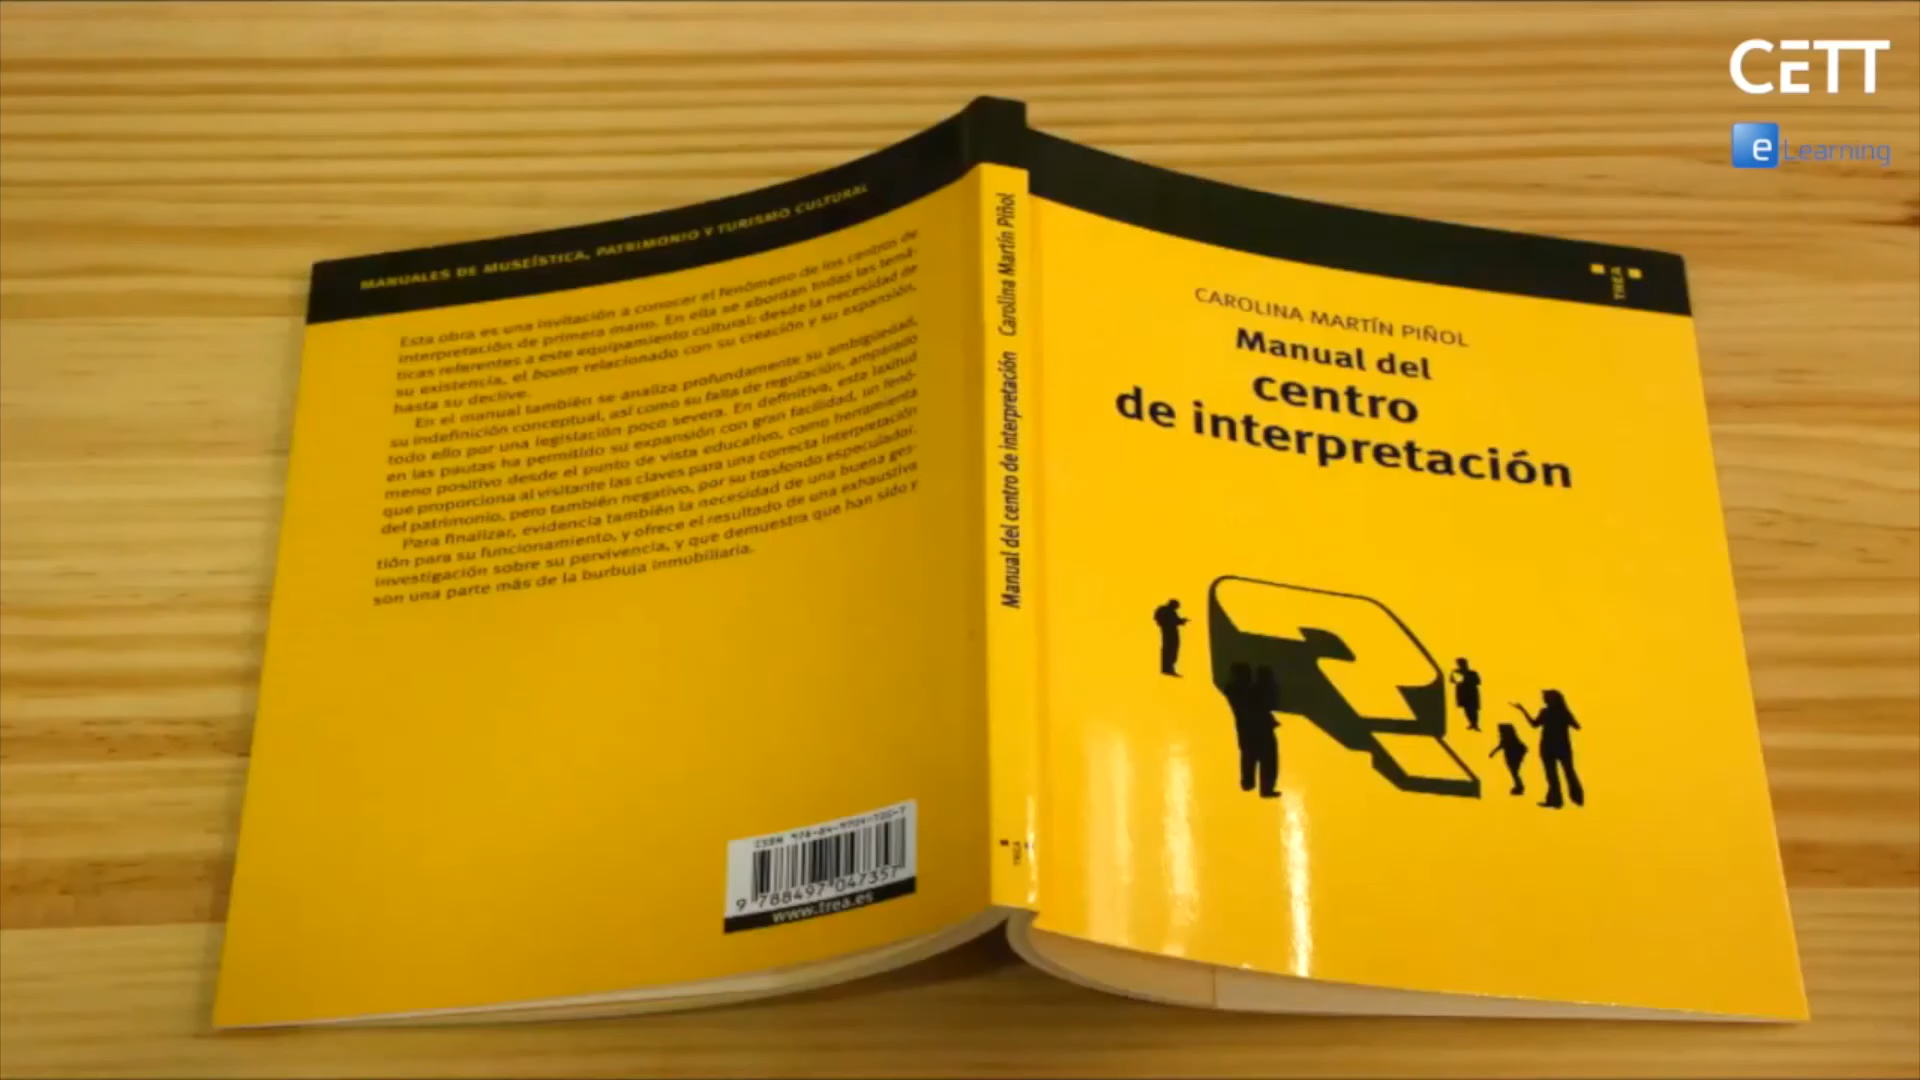 CETT
e Learning
MANUALES DE MUSEÍSTICA, PATRIMONIO Y TURISMO CULTURAL
Esta obra es una invitación a conocer el fenómeno de los centros de
interpretación de primera mano. En ella se abordan todas las temá-
ticas referentes a este equipamiento cultural: desde la necesidad de
su existencia, el boom relacionado con su creación y su expansión,
hasta su declive.
En el manual también se analiza profundamente su ambigüedad,
su indefinición conceptual, así como su falta de regulación, amparado
todo ello por una legislación poco severa. En definitiva, esta laxitud
en las pautas ha permitido su expansión con gran facilidad, un fenó-
meno positivo desde el punto de vista educativo, como herramienta
que proporciona al visitante las claves para una correcta interpretación
del patrimonio, pero también negativo, por su trasfondo especulador.
Para finalizar, evidencia también la necesidad de una buena ges-
tión para su funcionamiento, y ofrece el resultado de una exhaustiva
investigación sobre su pervivencia, y que demuestra que han sido y
son una parte más de la burbuja inmobiliaria.
ISBN
9 788497 047357
www.trea.es
Manual del centro de interpretación Carolina Martín Piñol
TREA
TREA
CAROLINA MARTÍN PIÑOL
Manual del
centro
de interpretación